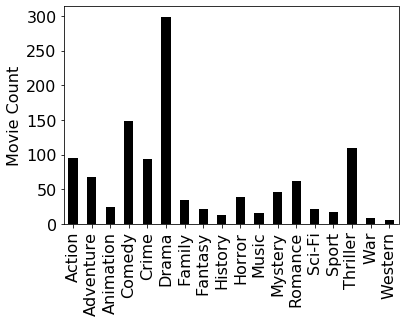 Movie Count
300
250
200
150
100
50
0
Action
Adventure
Animation
Comedy
Crime
Drama
Family
Fantasy
History
Horror
Music
Mystery
Romance
Sci-Fi
Sport
Thriller
War
Western